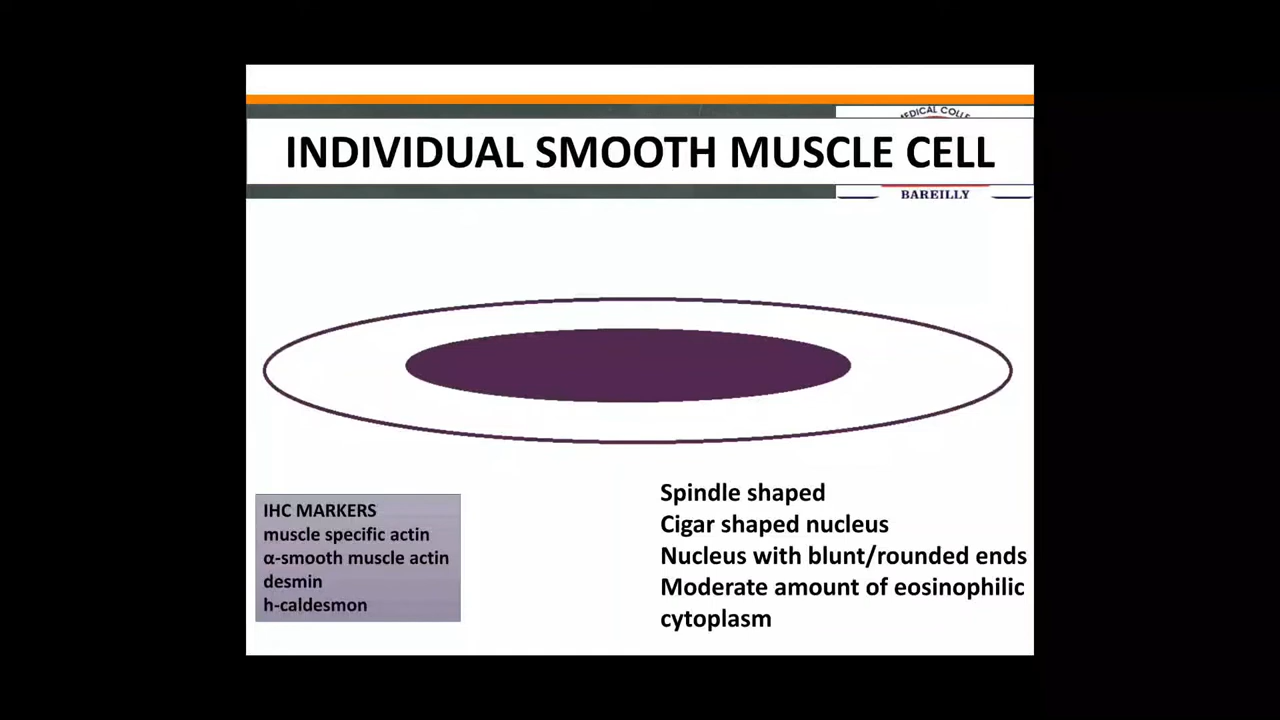 INDIVIDUAL SMOOTH MUSCLE CELL
BAREILLY
IHC MARKERS
muscle specific actin
α-smooth muscle actin
desmin
h-caldesmon
Spindle shaped
Cigar shaped nucleus
Nucleus with blunt/rounded ends
Moderate amount of eosinophilic
cytoplasm